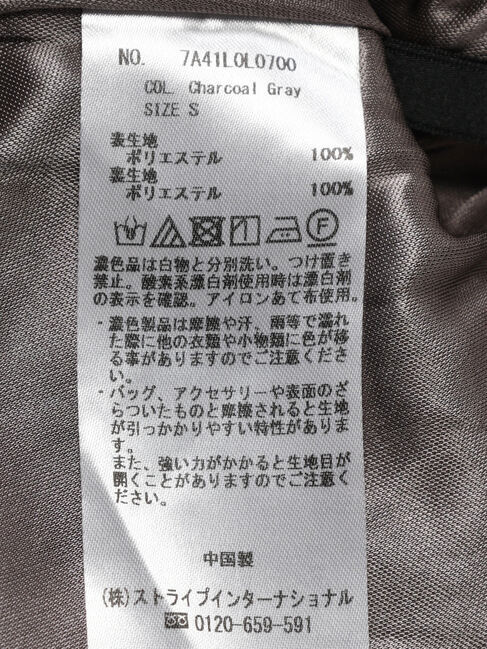 NO. 7A41L0L0700
COL. Charcoal Gray
SIZE S
表生地
ポリエステル 100%
裏生地
ポリエステル 100%
濃色品は白物と分別洗い。つけ置き
禁止。酸素系漂白剤使用時は漂白剤
の表示を確認。アイロンあて布使用。
・濃色製品は摩擦や汗、雨等で濡れ
た際に他の衣類や小物類に色が移
る事がありますのでご注意くださ
い。
・バッグ、アクセサリーや表面のざ
らついたものと摩擦されると生地
が引っかかりやすい特性がありま
す。
また、強い力がかかると生地目が
開くことがありますのでご注意く
ださい。
中国製
(株)ストライプインターナショナル
0120-659-591